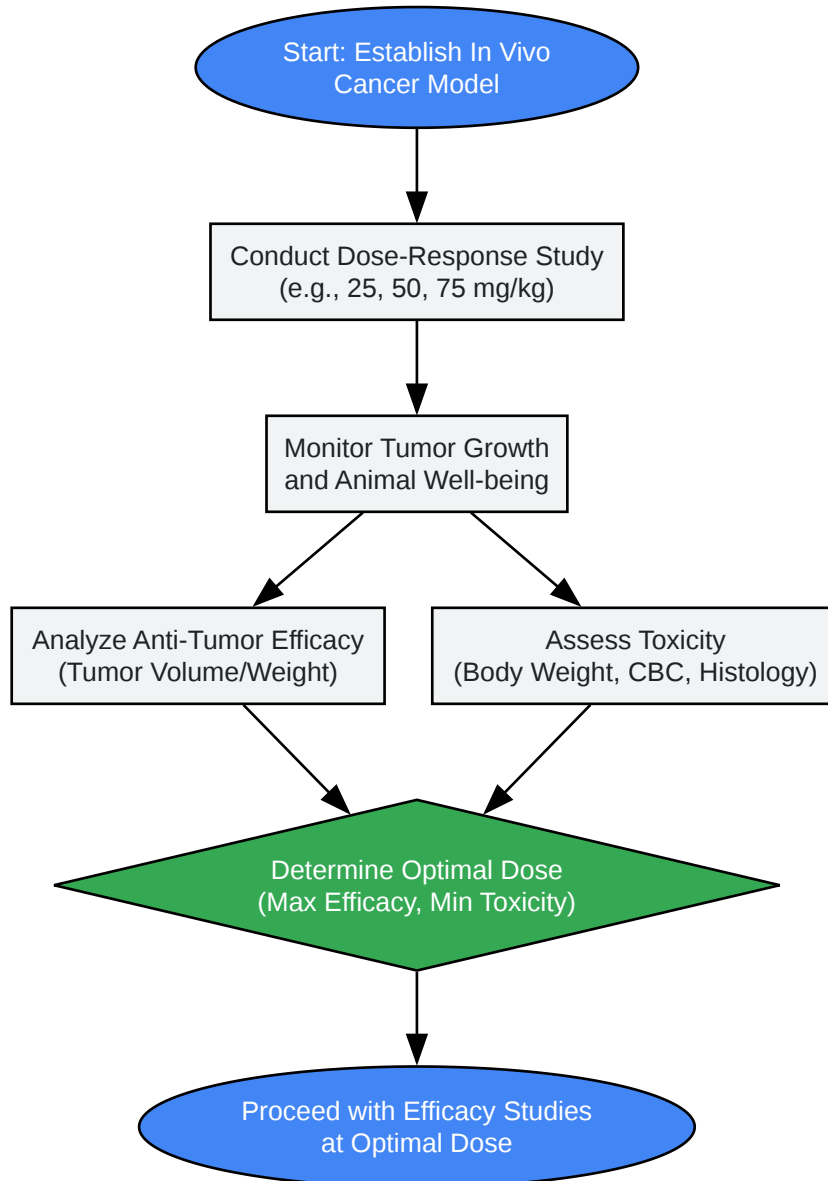 Start: Establish In Vivo
Cancer Model
Conduct Dose-Response Study
(e.g., 25, 50, 75 mg/kg)
Monitor Tumor Growth
and Animal Well-being
Analyze Anti-Tumor Efficacy
(Tumor Volume/Weight)
Assess Toxicity
(Body Weight, CBC, Histology)
Determine Optimal Dose
(Max Efficacy, Min Toxicity)
Proceed with Efficacy Studies
at Optimal Dose